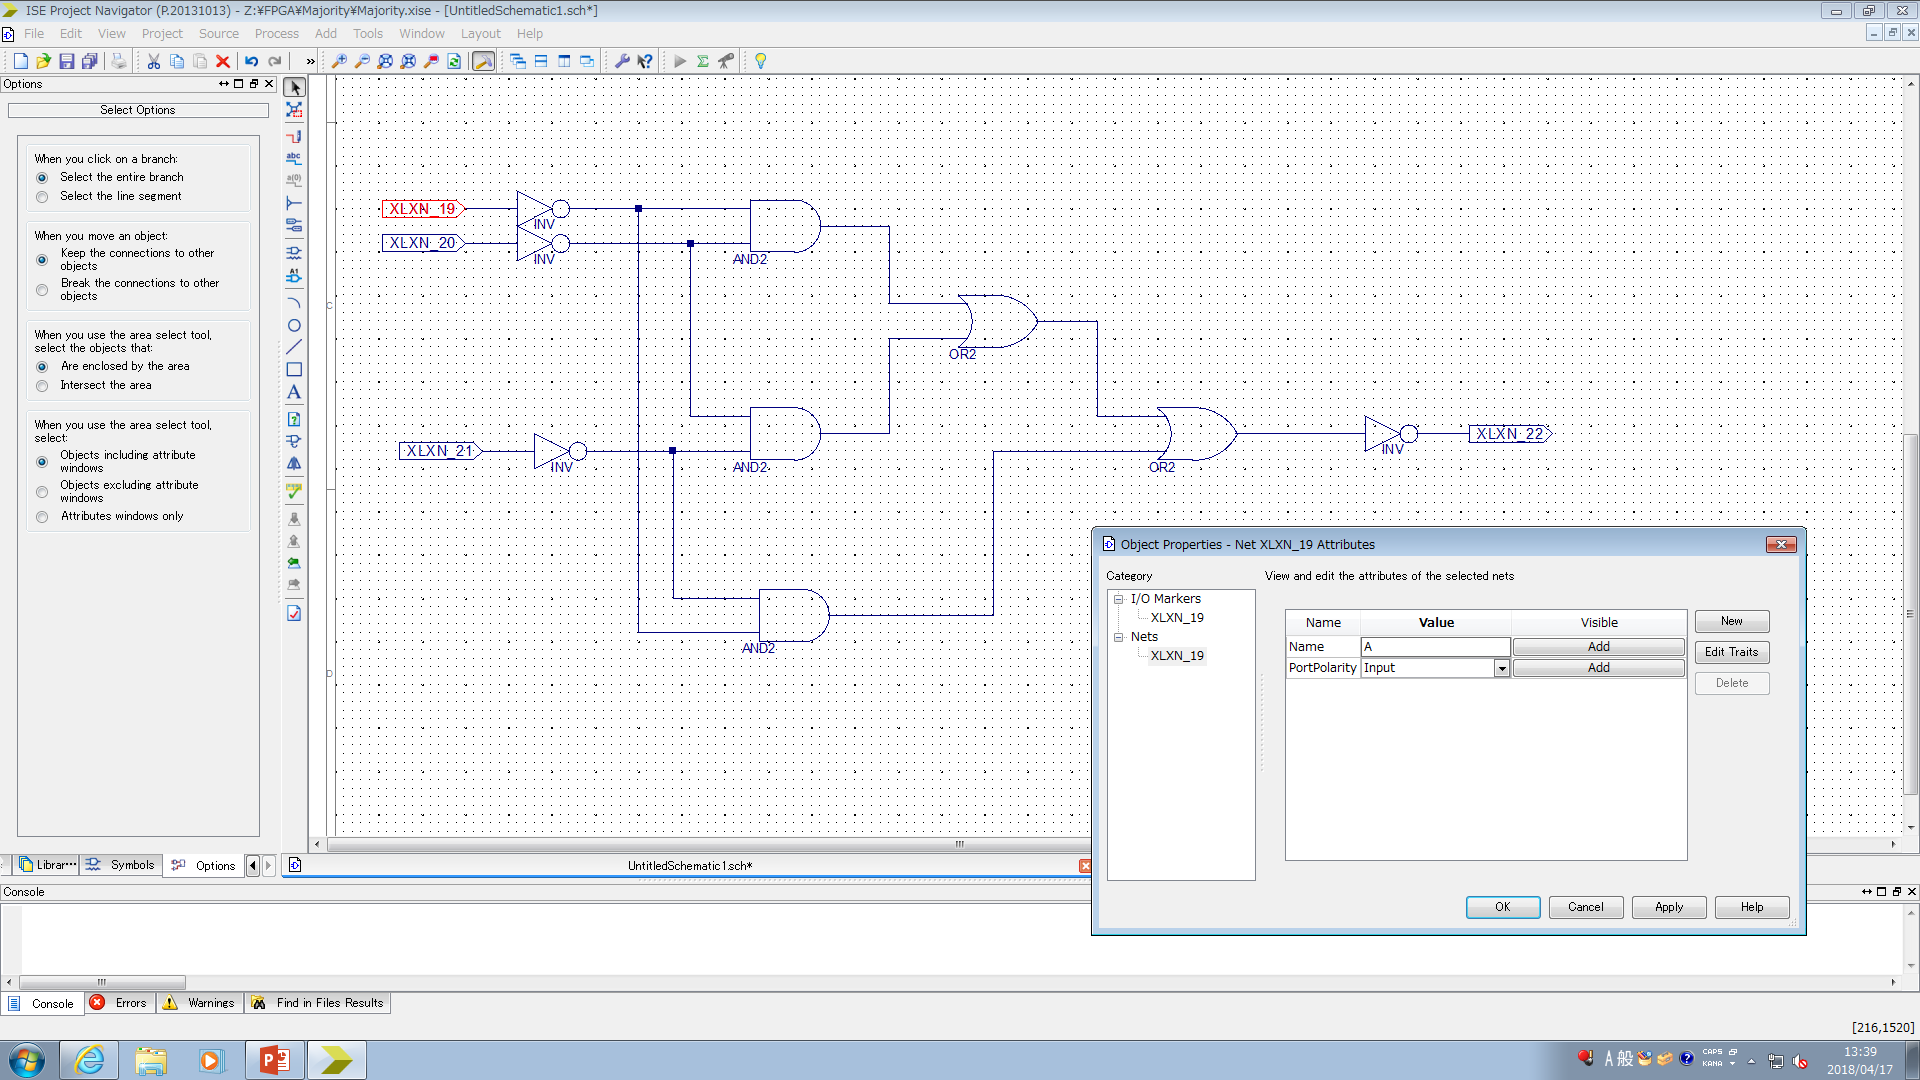 ISE Project Navigator (P.20131013) - Z:¥FPGA¥Majority¥Majority.xise - [UntitledSchematic1.sch*]
File Edit View Project Source Process Add Tools Window Layout Help
Options
Select Options
When you click on a branch:
Select the entire branch
Select the line segment
When you move an object:
Keep the connections to other
objects
Break the connections to other
objects
When you use the area select tool,
select the objects that:
Are enclosed by the area
Intersect the area
When you use the area select tool,
select:
Objects including attribute
windows
Objects excluding attribute
windows
Attributes windows only
XLXN_19
INV
XLXN_20
INV
AND2
C
OR2
XLXN_21
INV
AND2
OR2
INV
XLXN_22
AND2
D
Object Properties - Net XLXN_19 Attributes
Category
View and edit the attributes of the selected nets
I/O Markers
XLXN_19
Nets
XLXN_19
Name Value Visible
Name A Add
PortPolarity Input Add
New
Edit Traits
Delete
OK Cancel Apply Help
Librar··· Symbols Options
UntitledSchematic1.sch*
Console
Console Errors Warnings Find in Files Results
[216,1520]
A 般 CAPS KANA
13:39
2018/04/17